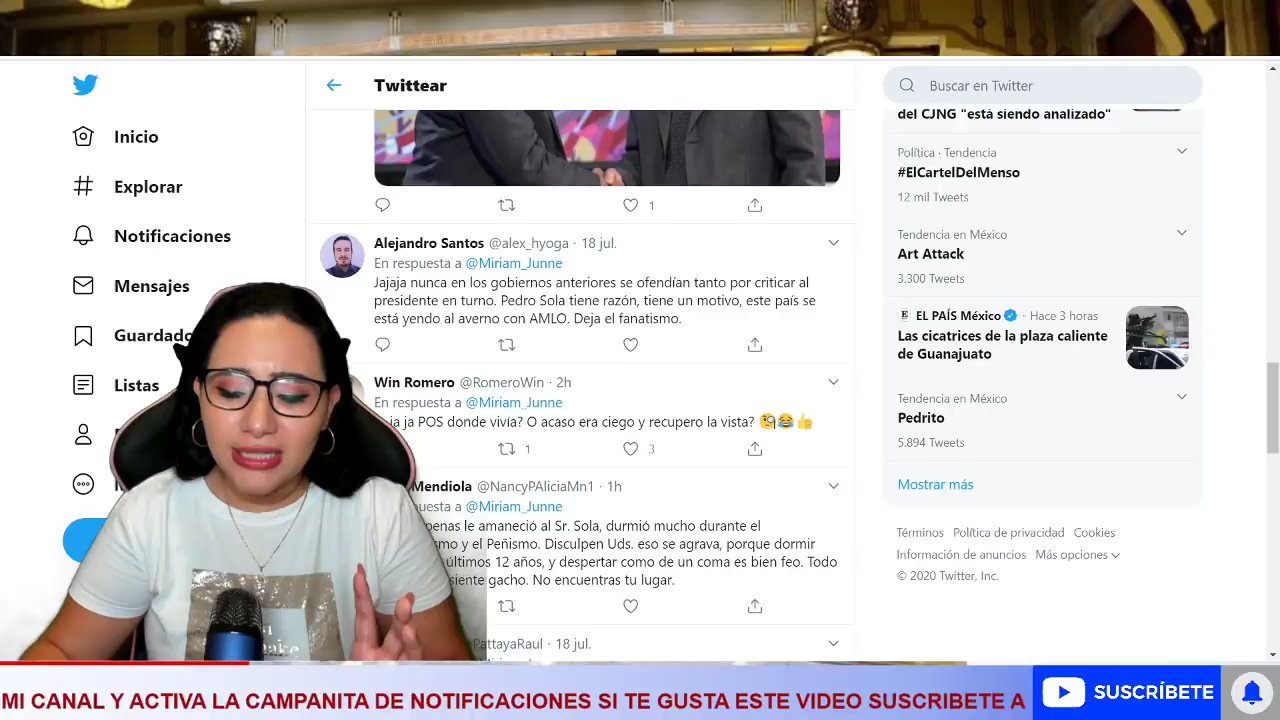 Twittear
Buscar en Twitter
Inicio
Explorar
Notificaciones
Mensajes
Guardado
Listas
1
Alejandro Santos @alex_hyoga · 18 jul.
En respuesta a @Miriam_Junne
Jajaja nunca en los gobiernos anteriores se ofendían tanto por criticar al
presidente en turno. Pedro Sola tiene razón, tiene un motivo, este país se
está yendo al averno con AMLO. Deja el fanatismo.
Win Romero @RomeroWin · 2h
En respuesta a @Miriam_Junne
ja POS donde vivía? O acaso era ciego y recupero la vista? 🧐😂👍
1
3
Mendiola @NancyPAliciaMn1 · 1h
uesta a @Miriam_Junne
penas le amaneció al Sr. Sola, durmió mucho durante el
smo y el Peñismo. Disculpen Uds. eso se agrava, porque dormir
últimos 12 años, y despertar como de un coma es bien feo. Todo
siente gacho. No encuentras tu lugar.
PattayaRaul · 18 jul.
del CJNG "está siendo analizado"
Política · Tendencia
#ElCartelDelMenso
12 mil Tweets
Tendencia en México
Art Attack
3.300 Tweets
EL PAÍS México · Hace 3 horas
Las cicatrices de la plaza caliente
de Guanajuato
Tendencia en México
Pedrito
5.894 Tweets
Mostrar más
Términos Política de privacidad Cookies
Información de anuncios Más opciones
© 2020 Twitter, Inc.
MI CANAL Y ACTIVA LA CAMPANITA DE NOTIFICACIONES SI TE GUSTA ESTE VIDEO SUSCRIBETE A
SUSCRÍBETE